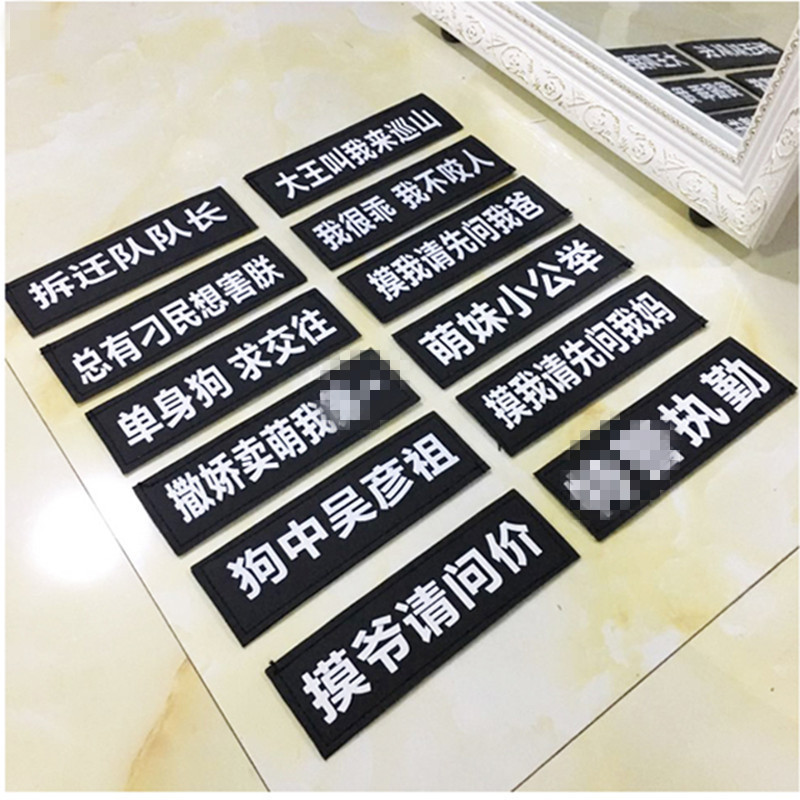 拆迁队队长
总有刁民想害朕
单身狗 求交往
撒娇卖萌我
狗中吴彦祖
摸爷请问价
大王叫我来巡山
我很乖 我不咬人
摸我请先问我爸
萌妹小公举
摸我请先问我妈
执勤